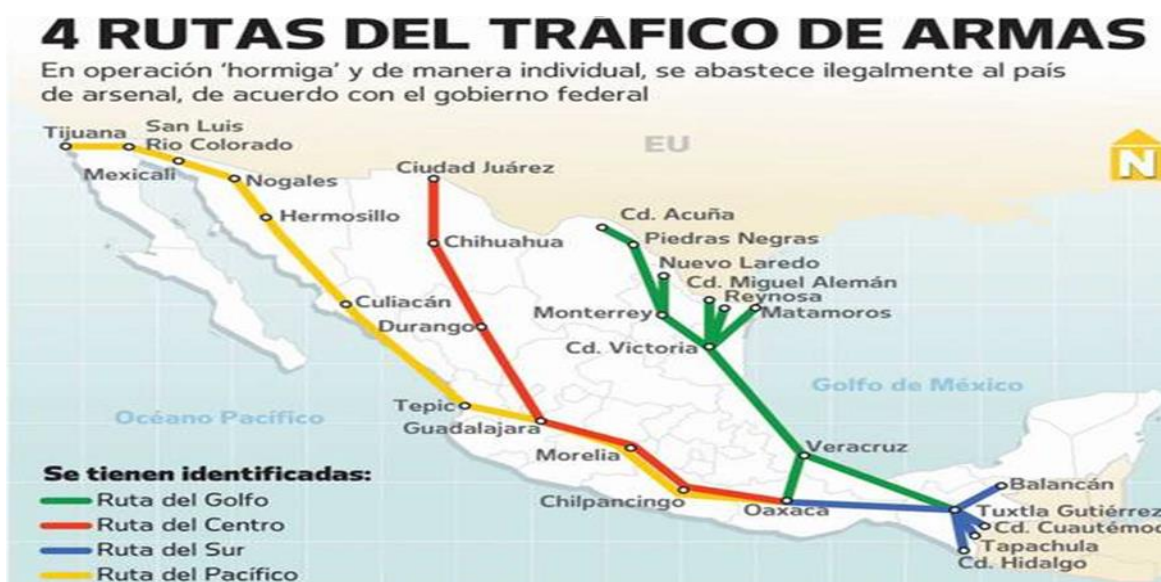 4 RUTAS DEL TRÁFICO DE ARMAS
En operación ‘hormiga’ y de manera individual, se abastece ilegalmente al país
de arsenal, de acuerdo con el gobierno federal
EU
N
Tijuana
San Luis
Rio Colorado
Mexicali
Nogales
Hermosillo
Ciudad Juárez
Chihuahua
Cd. Acuña
Piedras Negras
Nuevo Laredo
Cd. Miguel Alemán
Reynosa
Matamoros
Monterrey
Cd. Victoria
Culiacán
Durango
Golfo de México
Océano Pacífico
Tepic
Guadalajara
Morelia
Chilpancingo
Oaxaca
Veracruz
Balancán
Tuxtla Gutiérrez
Cd. Cuautémoc
Tapachula
Cd. Hidalgo
Se tienen identificadas:
Ruta del Golfo
Ruta del Centro
Ruta del Sur
Ruta del Pacífico